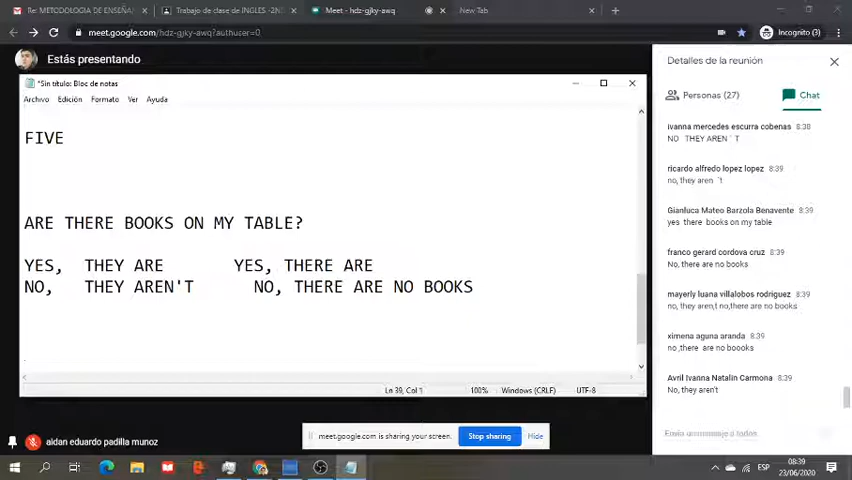 Re: METODOLOGIA DE ENSEÑA
Trabajo de clase de INGLES -2N
Meet - hdz-gjky-awq
New Tab
meet.google.com/hdz-gjky-awq?authuser=0
Incognito (3)
Estás presentando
*Sin título: Bloc de notas
Archivo Edición Formato Ver Ayuda
FIVE
ARE THERE BOOKS ON MY TABLE?
YES, THEY ARE YES, THERE ARE
NO, THEY AREN'T NO, THERE ARE NO BOOKS
Ln 39, Col 1 100% Windows (CRLF) UTF-8
aidan eduardo padilla munoz
meet.google.com is sharing your screen. Stop sharing Hide
Detalles de la reunión
Personas (27) Chat
ivanna mercedes escurra cobenas 8:38
NO THEY AREN ´ T
ricardo alfredo lopez lopez 8:39
no, they aren ¨t
Gianluca Mateo Barzola Benavente 8:39
yes there books on my table
franco gerard cordova cruz 8:39
No, there are no books
mayerly luana villalobos rodriguez 8:39
no, they aren,t no,there are no books
ximena aguna aranda 8:39
no ,there are no boooks
Avril Ivanna Natalin Carmona 8:39
No, they aren't
Envía un mensaje a todos
ESP
08:39
23/06/2020